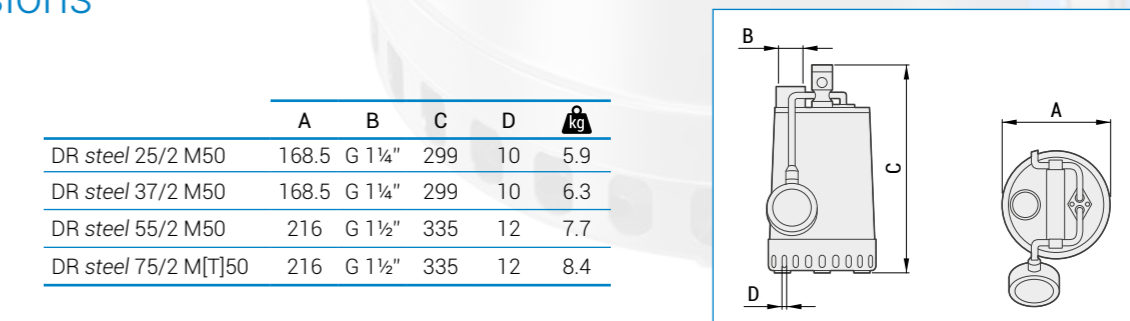 sions
A B C D kg
DR steel 25/2 M50 168.5 G 1¼" 299 10 5.9
DR steel 37/2 M50 168.5 G 1¼" 299 10 6.3
DR steel 55/2 M50 216 G 1½" 335 12 7.7
DR steel 75/2 M[T]50 216 G 1½" 335 12 8.4
B
A
C
D